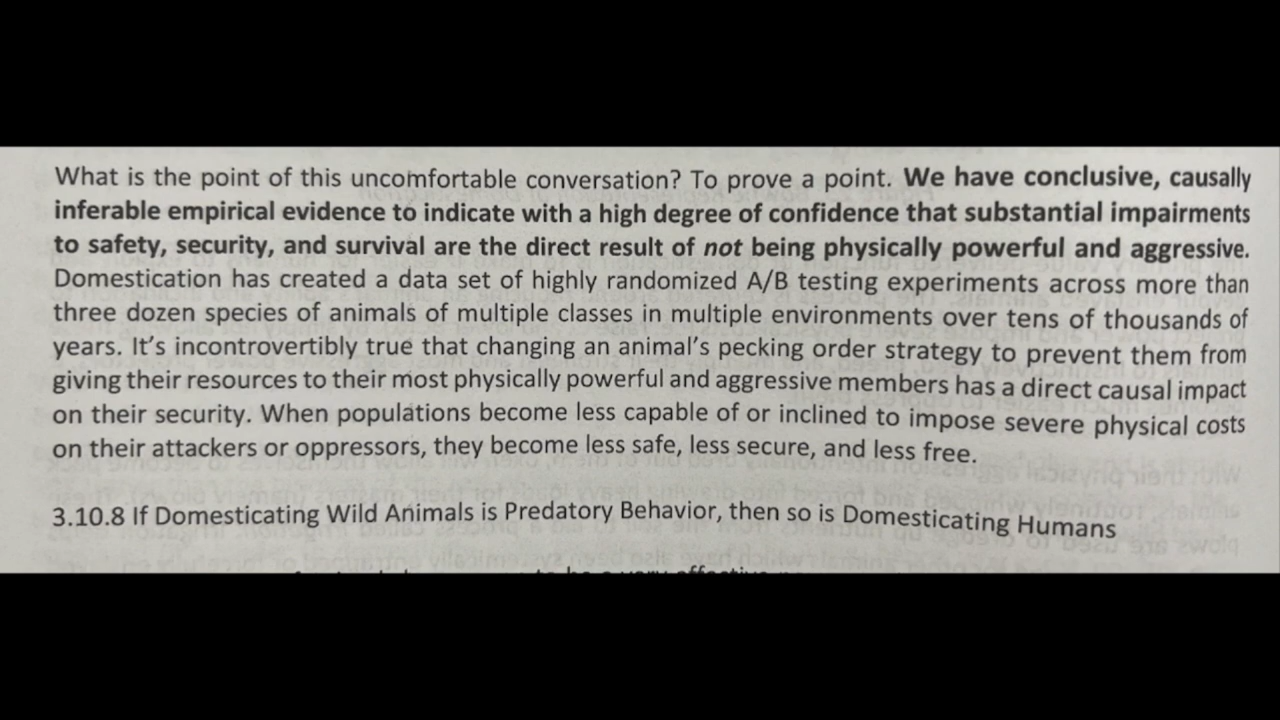 What is the point of this uncomfortable conversation? To prove a point. We have conclusive, causally
inferable empirical evidence to indicate with a high degree of confidence that substantial impairments
to safety, security, and survival are the direct result of not being physically powerful and aggressive.
Domestication has created a data set of highly randomized A/B testing experiments across more than
three dozen species of animals of multiple classes in multiple environments over tens of thousands of
years. It's incontrovertibly true that changing an animal's pecking order strategy to prevent them from
giving their resources to their most physically powerful and aggressive members has a direct causal impact
on their security. When populations become less capable of or inclined to impose severe physical costs
on their attackers or oppressors, they become less safe, less secure, and less free.
3.10.8 If Domesticating Wild Animals is Predatory Behavior, then so is Domesticating Humans